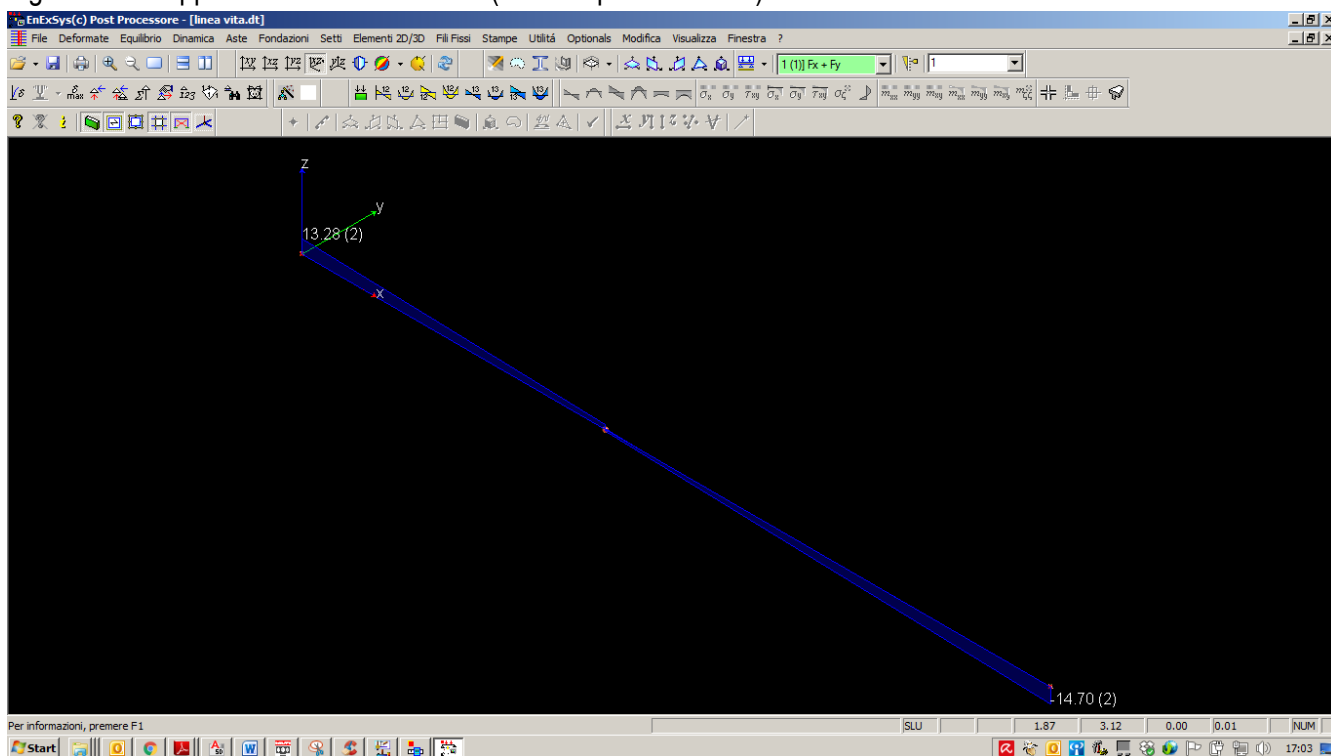 EnExSys(c) Post Processore - [linea vita.dt]
File Deformate Equilibrio Dinamica Aste Fondazioni Setti Elementi 2D/3D Fili Fissi Stampe Utilitá Optionals Modifica Visualizza Finestra ?
1 (1)] Fx + Fy 1
z
y
13.28 (2)
x
-14.70 (2)
Per informazioni, premere F1 SLU 1.87 3.12 0.00 0.01 NUM
Start 17:03